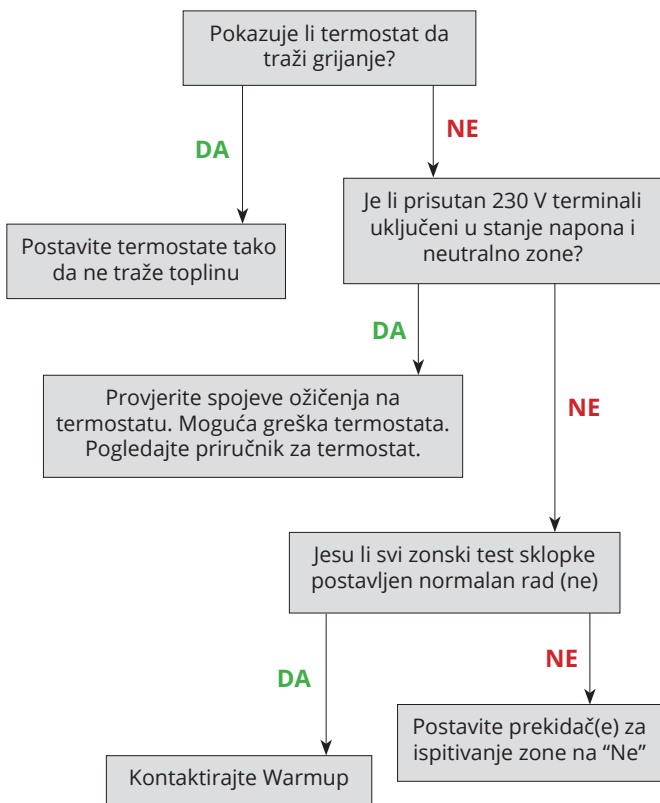 Pokazuje li termostat da
traži grijanje?
DA
NE
Postavite termostate tako
da ne traže toplinu
Je li prisutan 230 V terminali
uključeni u stanje napona i
neutralno zone?
DA
NE
Provjerite spojeve ožičenja na
termostatu. Moguća greška termostata.
Pogledajte priručnik za termostat.
Jesu li svi zonski test sklopke
postavljen normalan rad (ne)
DA
NE
Kontaktirajte Warmup
Postavite prekidač(e) za
ispitivanje zone na “Ne”